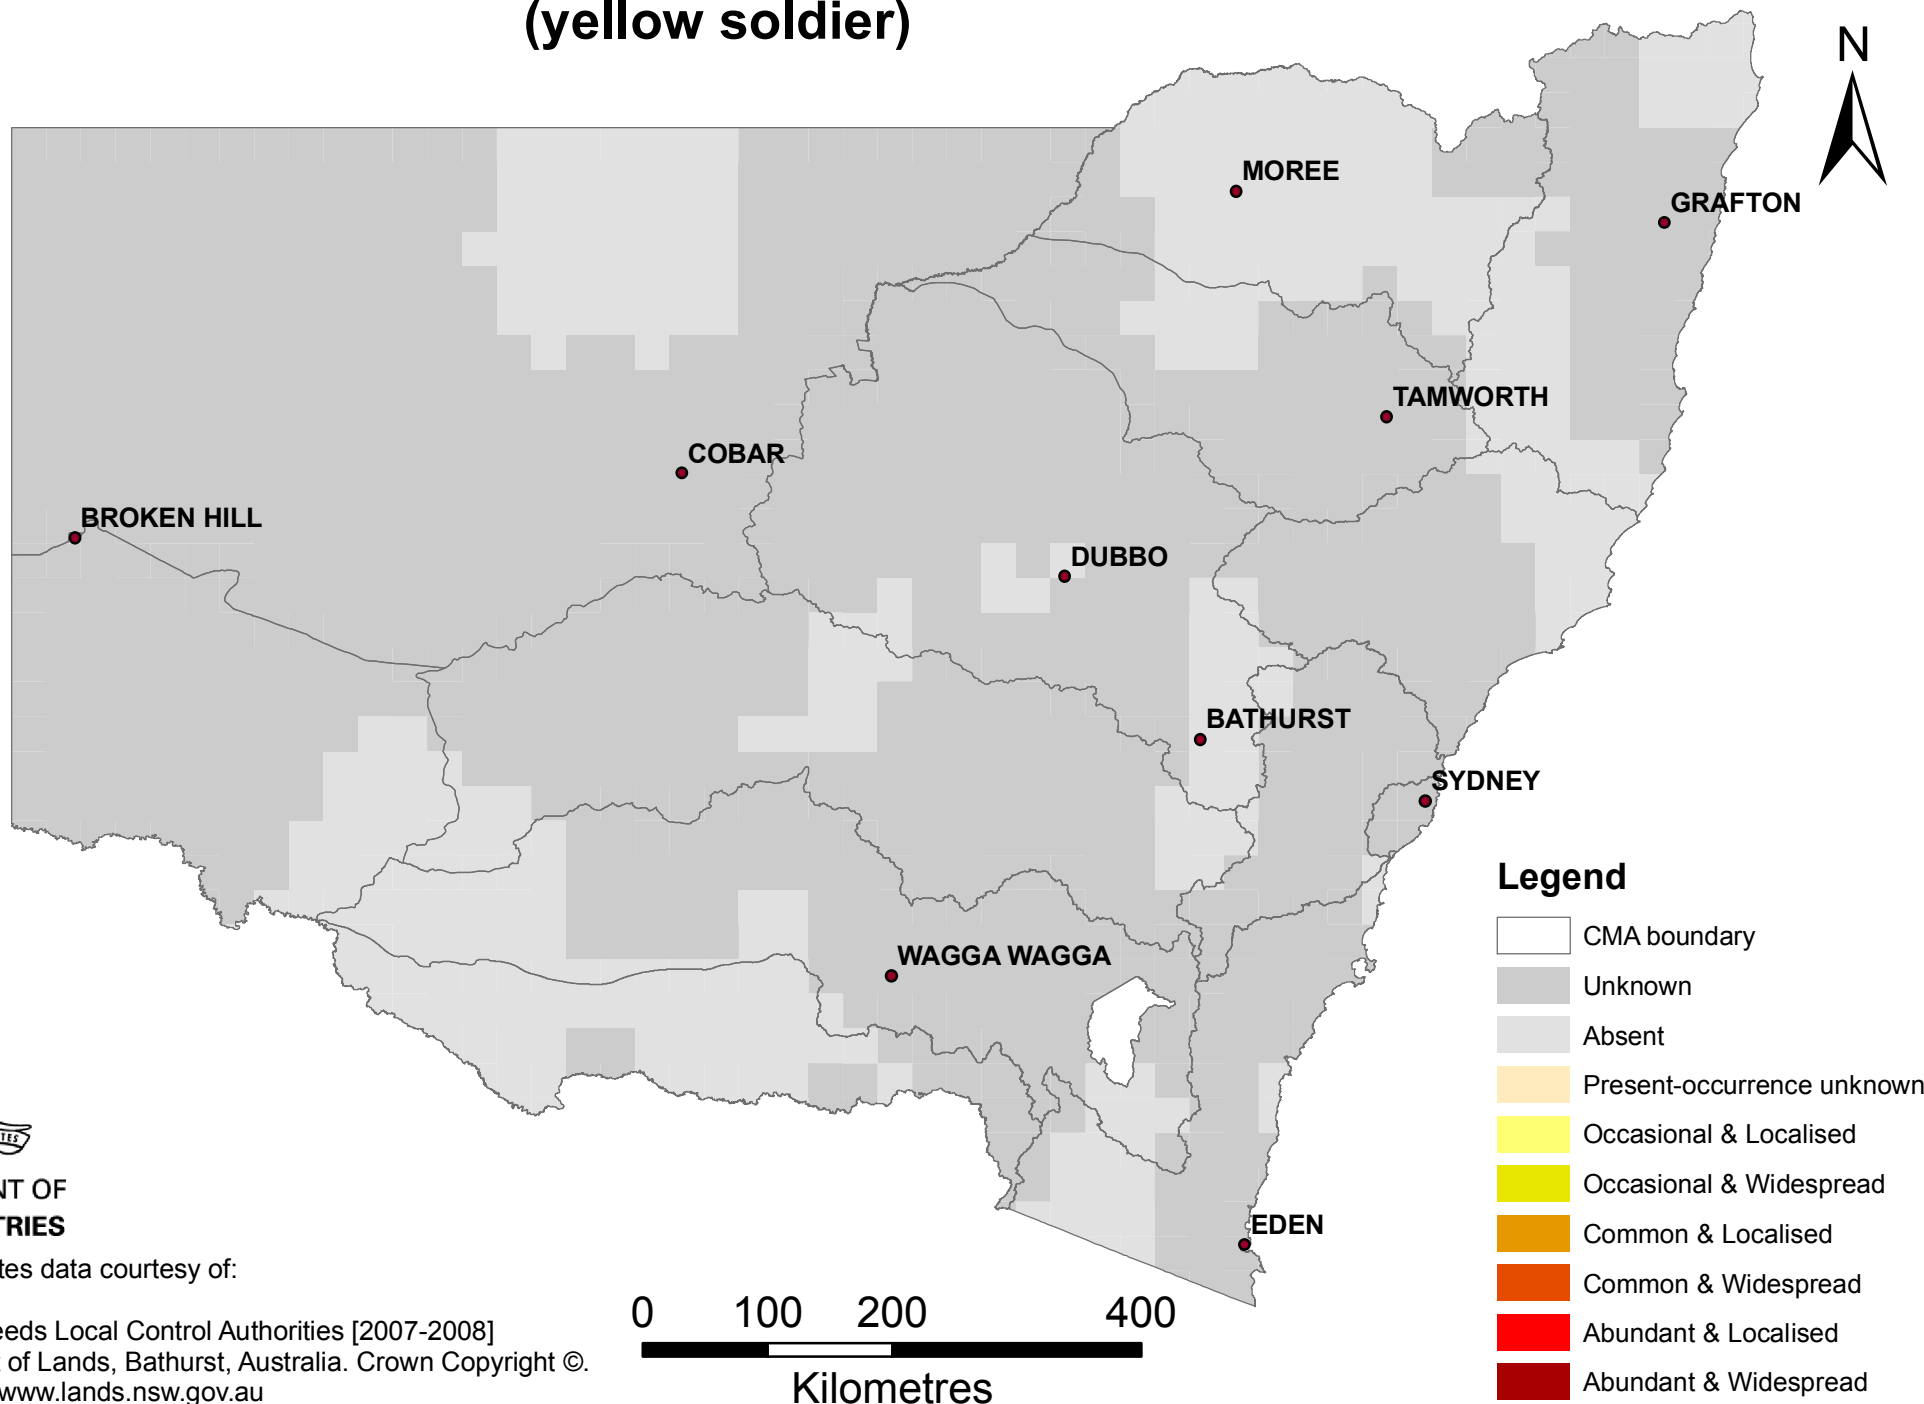 (yellow soldier)
N
MOREE
GRAFTON
TAMWORTH
COBAR
BROKEN HILL
DUBBO
BATHURST
SYDNEY
WAGGA WAGGA
EDEN
Legend
CMA boundary
Unknown
Absent
Present-occurrence unknown
Occasional & Localised
Occasional & Widespread
Common & Localised
Common & Widespread
Abundant & Localised
Abundant & Widespread
NT OF
TRIES
tes data courtesy of:
eeds Local Control Authorities [2007-2008]
t of Lands, Bathurst, Australia. Crown Copyright ©.
www.lands.nsw.gov.au
0 100 200 400
Kilometres